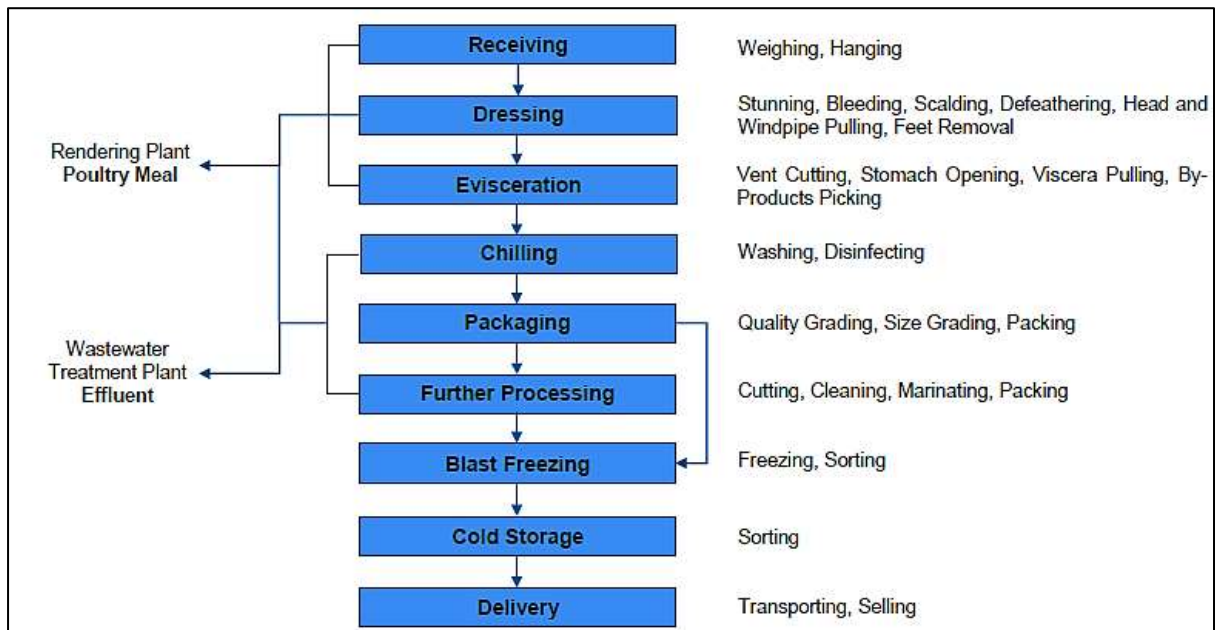 Receiving
Weighing, Hanging
Dressing
Stunning, Bleeding, Scalding, Defeathering, Head and
Windpipe Pulling, Feet Removal
Rendering Plant
Poultry Meal
Evisceration
Vent Cutting, Stomach Opening, Viscera Pulling, By-
Products Picking
Chilling
Washing, Disinfecting
Packaging
Quality Grading, Size Grading, Packing
Wastewater
Treatment Plant
Effluent
Further Processing
Cutting, Cleaning, Marinating, Packing
Blast Freezing
Freezing, Sorting
Cold Storage
Sorting
Delivery
Transporting, Selling